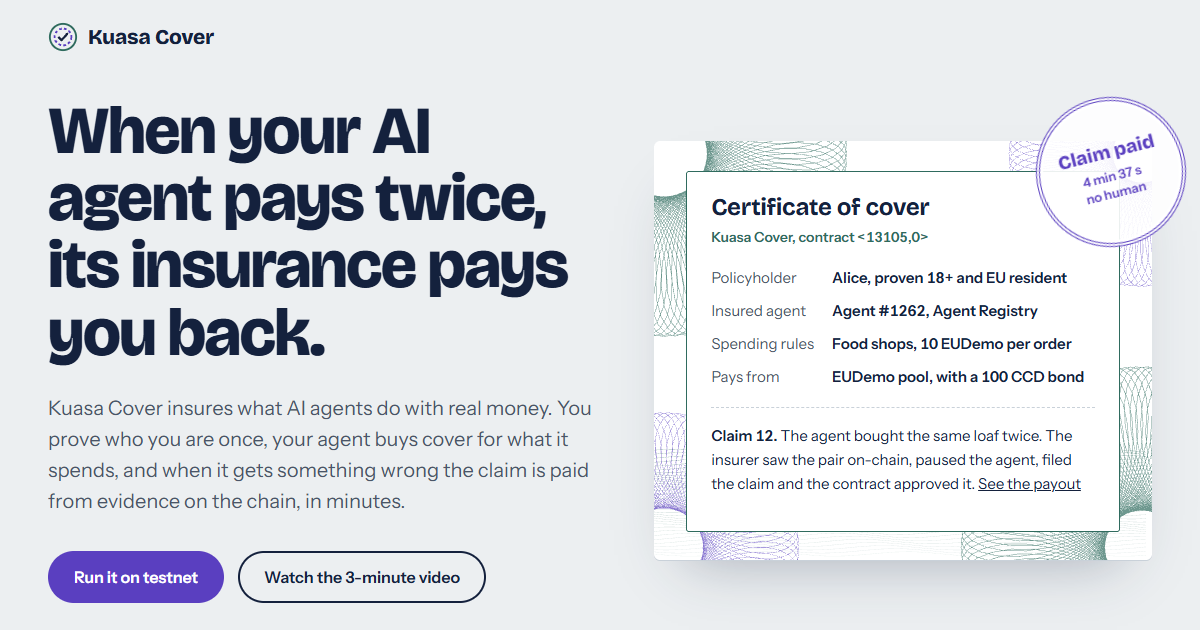 Kuasa Cover
When your AI
agent pays twice,
its insurance pays
you back.
Kuasa Cover insures what AI agents do with real money. You
prove who you are once, your agent buys cover for what it
spends, and when it gets something wrong the claim is paid
from evidence on the chain, in minutes.
Run it on testnet
Watch the 3-minute video
Claim paid
4 min 37 s
no human
Certificate of cover
Kuasa Cover, contract <13105,0>
Policyholder Alice, proven 18+ and EU resident
Insured agent Agent #1262, Agent Registry
Spending rules Food shops, 10 EUDemo per order
Pays from EUDemo pool, with a 100 CCD bond
Claim 12. The agent bought the same loaf twice. The
insurer saw the pair on-chain, paused the agent, filed
the claim and the contract approved it. See the payout